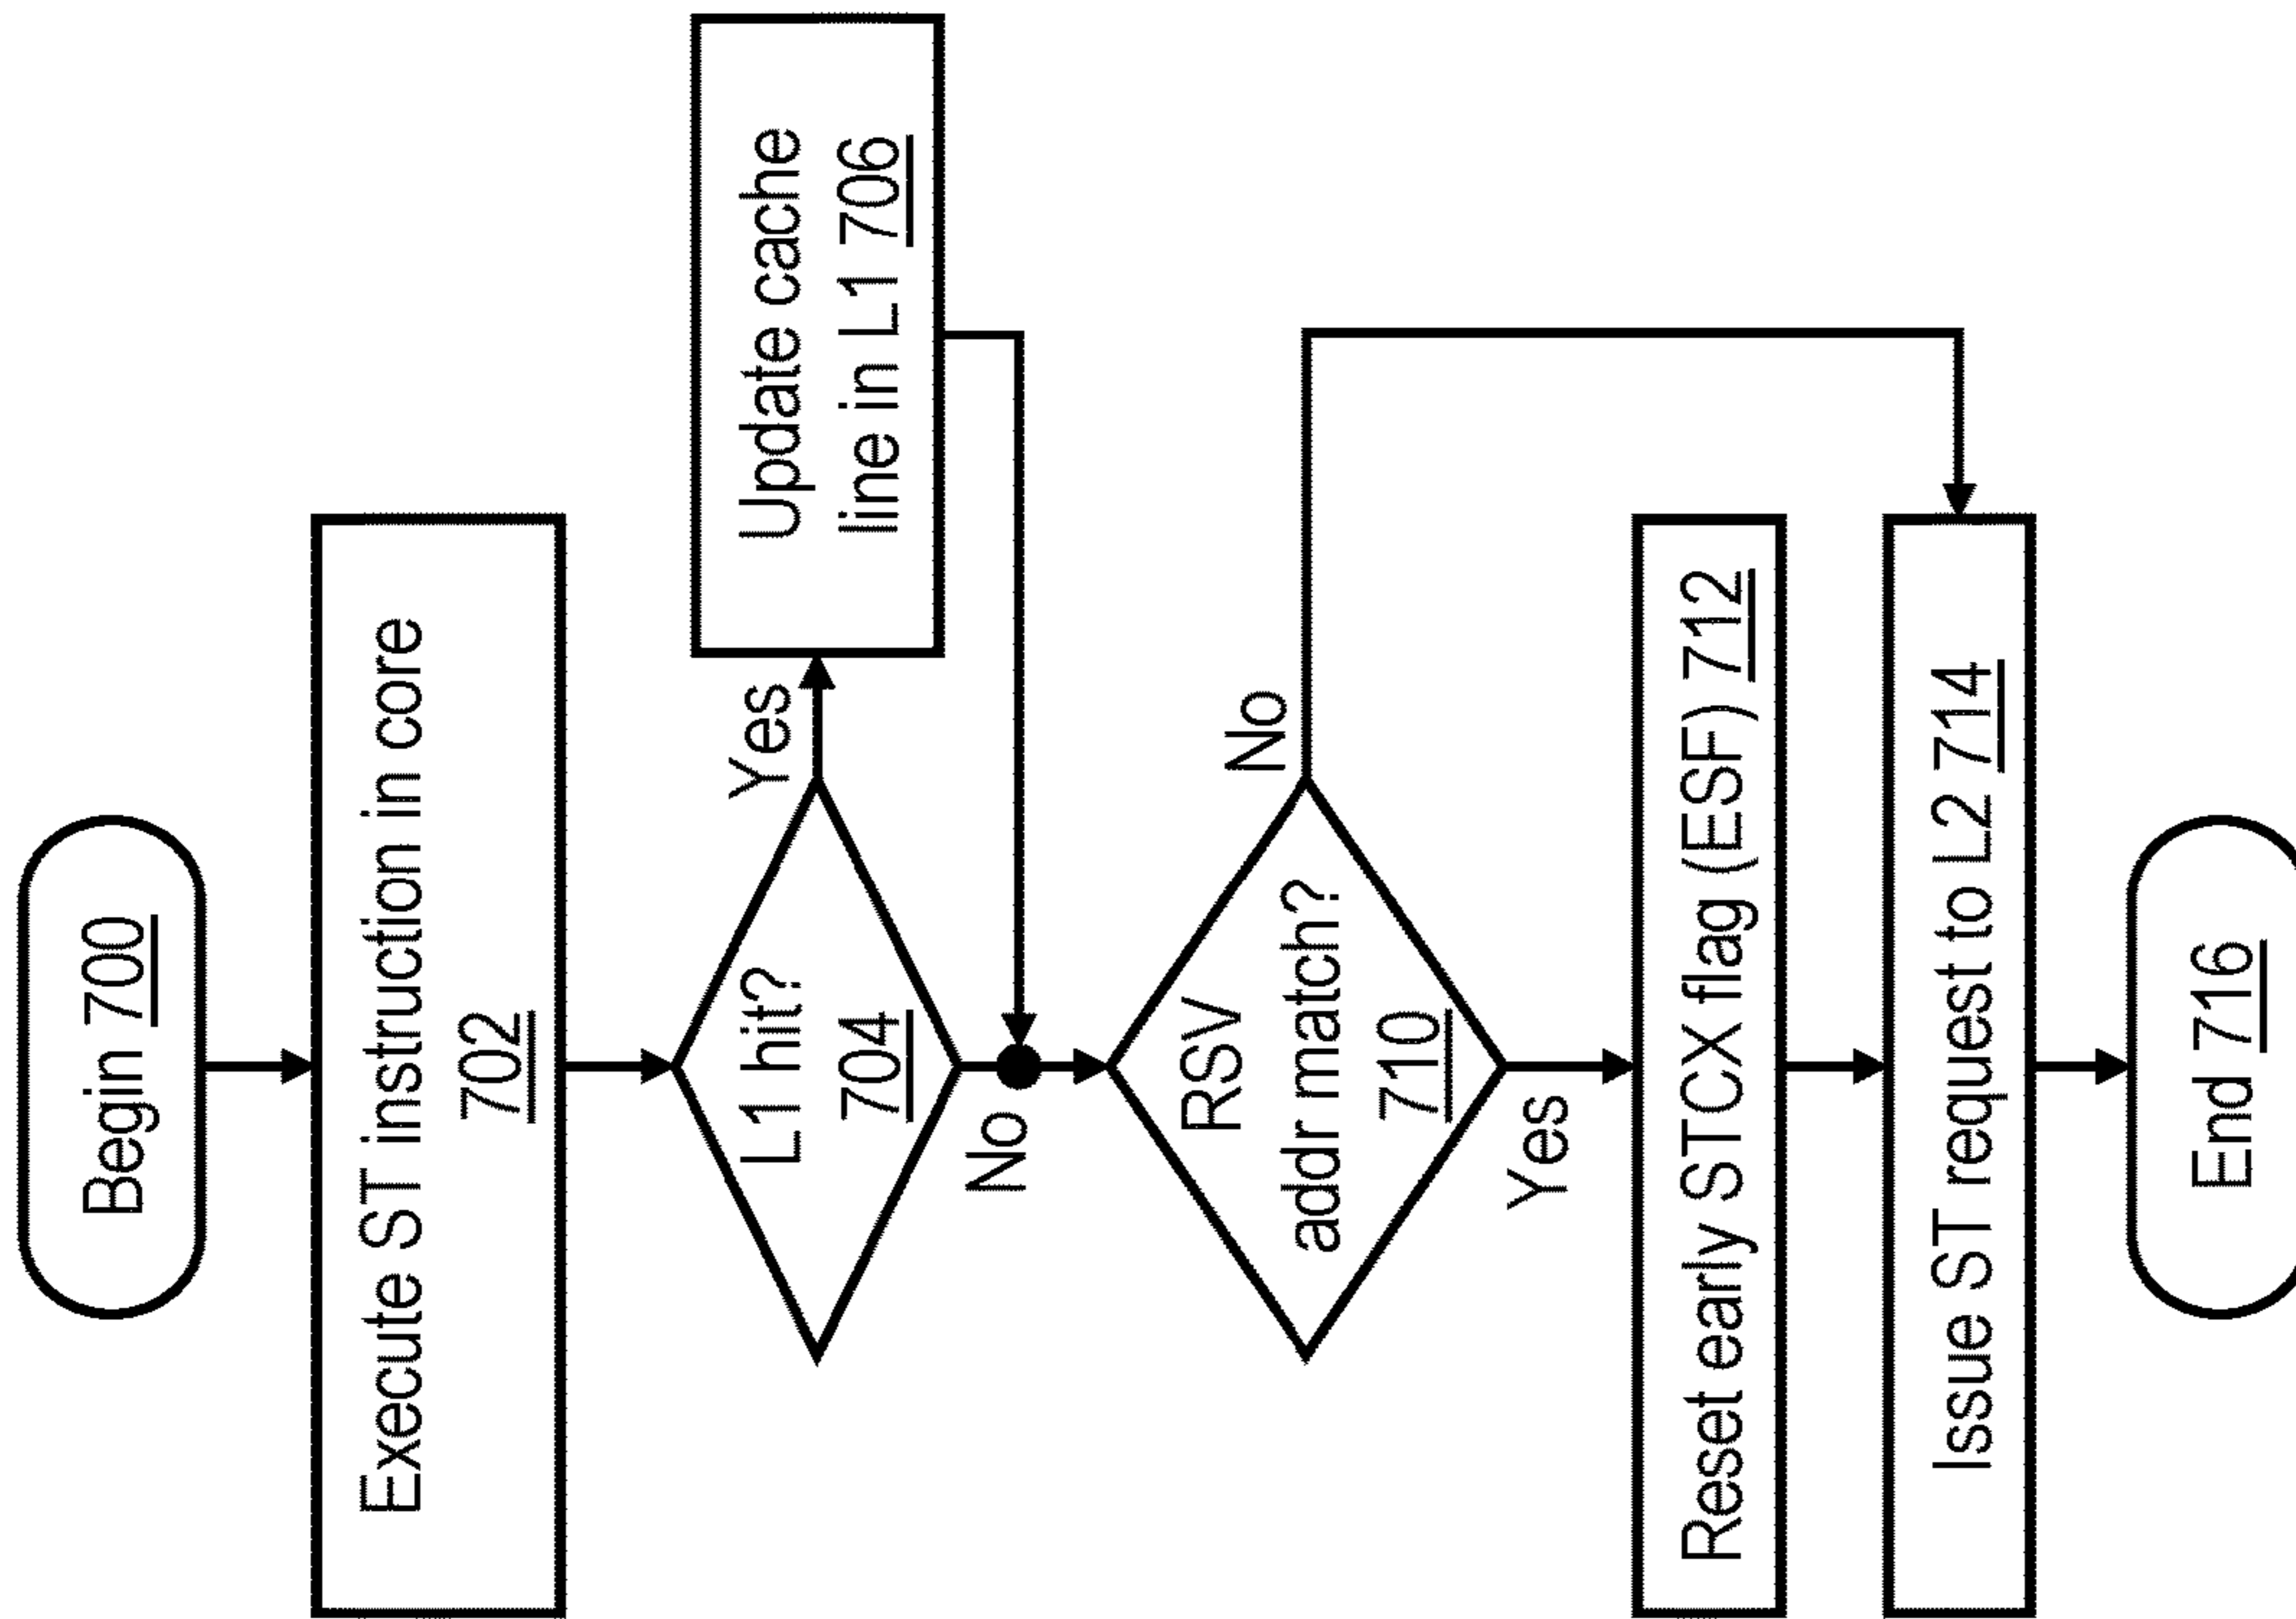 Begin 700
Execute ST instruction in core
702
L1 hit?
704
Yes
Update cache
line in L1 706
No
RSV
addr match?
710
No
Yes
Reset early STCX flag (ESF) 712
Issue ST request to L2 714
End 716